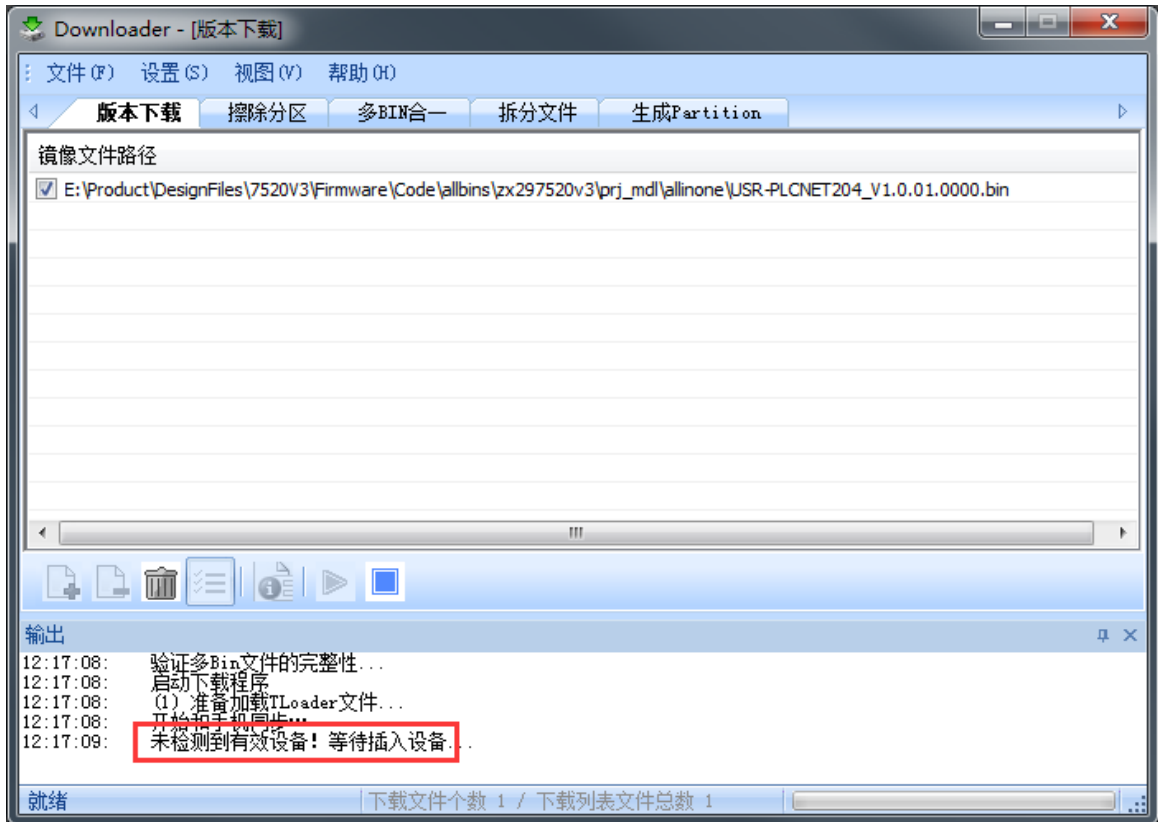 Downloader - [版本下载]
文件(F) 设置(S) 视图(V) 帮助(H)
版本下载 擦除分区 多BIN合一 拆分文件 生成Partition
镜像文件路径
E:\Product\DesignFiles\7520V3\Firmware\Code\allbins\zx297520v3\prj_mdl\allinone\USR-PLCNET204_V1.0.01.0000.bin
输出
12:17:08: 验证多Bin文件的完整性...
12:17:08: 启动下载程序
12:17:08: (1) 准备加载TLoader文件...
12:17:08: 开始和手机同步…
12:17:09: 未检测到有效设备！等待插入设备...
就绪 下载文件个数 1 / 下载列表文件总数 1